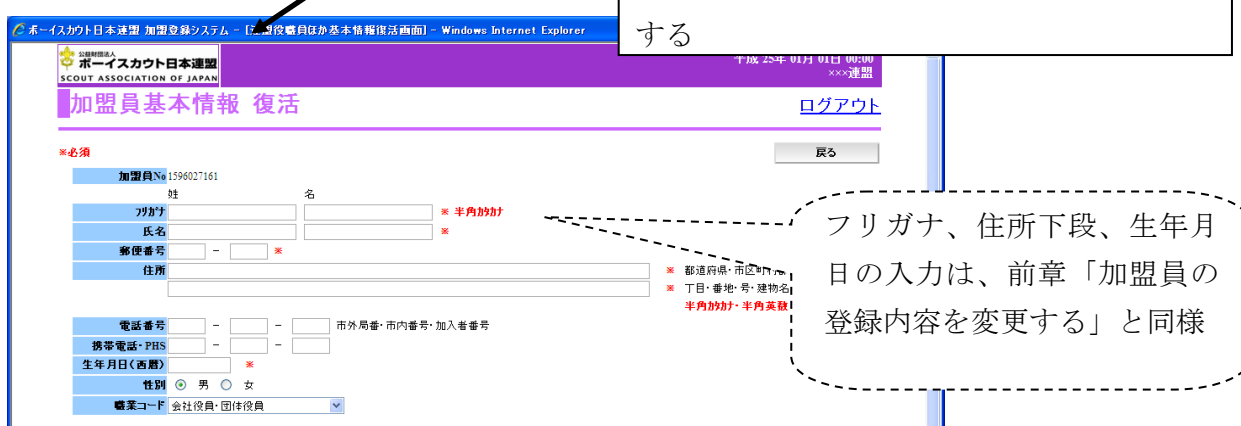 する
ボーイスカウト日本連盟 加盟登録システム - [加盟役職員ほか基本情報復活画面] - Windows Internet Explorer
公益財団法人
ボーイスカウト日本連盟
SCOUT ASSOCIATION OF JAPAN
平成 25年 01月 01日 00:00
×××連盟
加盟員基本情報 復活
ログアウト
※必須
戻る
加盟員No 1596027161
姓 名
ﾌﾘｶﾞﾅ ※ 半角ｶﾀｶﾅ
氏名 ※
郵便番号 - ※
住所 ※ 都道府県・市区町
※ 丁目・番地・号・建物名
半角ｶﾀｶﾅ・半角英数
電話番号 - - 市外局番・市内番号・加入者番号
携帯電話・PHS - -
生年月日(西暦) ※
性別 男 女
職業コード 会社役員・団体役員
フリガナ、住所下段、生年月
日の入力は、前章「加盟員の
登録内容を変更する」と同様